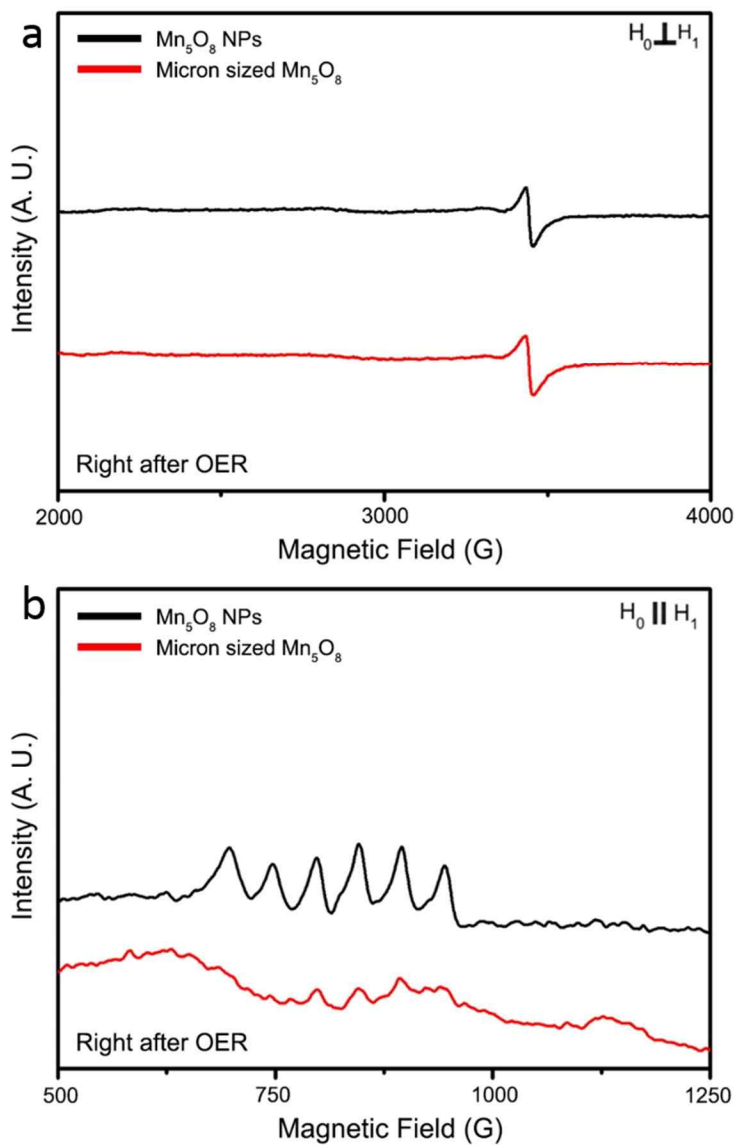 a
Mn₅O₈ NPs
Micron sized Mn₅O₈
H₀⊥H₁
Intensity (A. U.)
Right after OER
2000 3000 4000
Magnetic Field (G)
b
Mn₅O₈ NPs
Micron sized Mn₅O₈
H₀ ∥ H₁
Intensity (A. U.)
Right after OER
500 750 1000 1250
Magnetic Field (G)